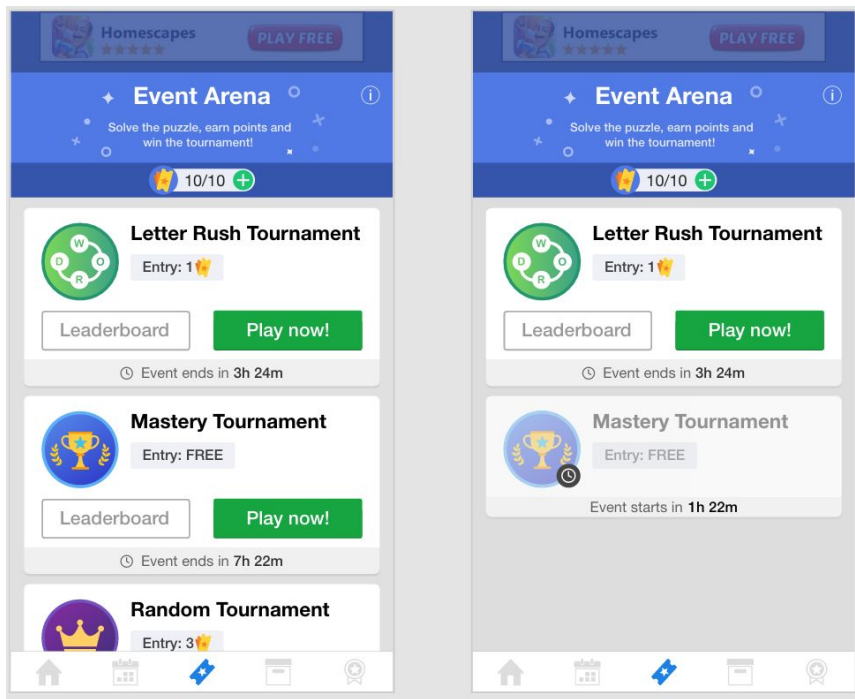 Homescapes
PLAY FREE
Event Arena
Solve the puzzle, earn points and
win the tournament!
10/10
Letter Rush Tournament
Entry: 1
W
D
O
R
Leaderboard
Play now!
Event ends in 3h 24m
Mastery Tournament
Entry: FREE
Leaderboard
Play now!
Event ends in 7h 22m
Random Tournament
Entry: 3
Homescapes
PLAY FREE
Event Arena
Solve the puzzle, earn points and
win the tournament!
10/10
Letter Rush Tournament
Entry: 1
W
D
O
R
Leaderboard
Play now!
Event ends in 3h 24m
Mastery Tournament
Entry: FREE
Event starts in 1h 22m